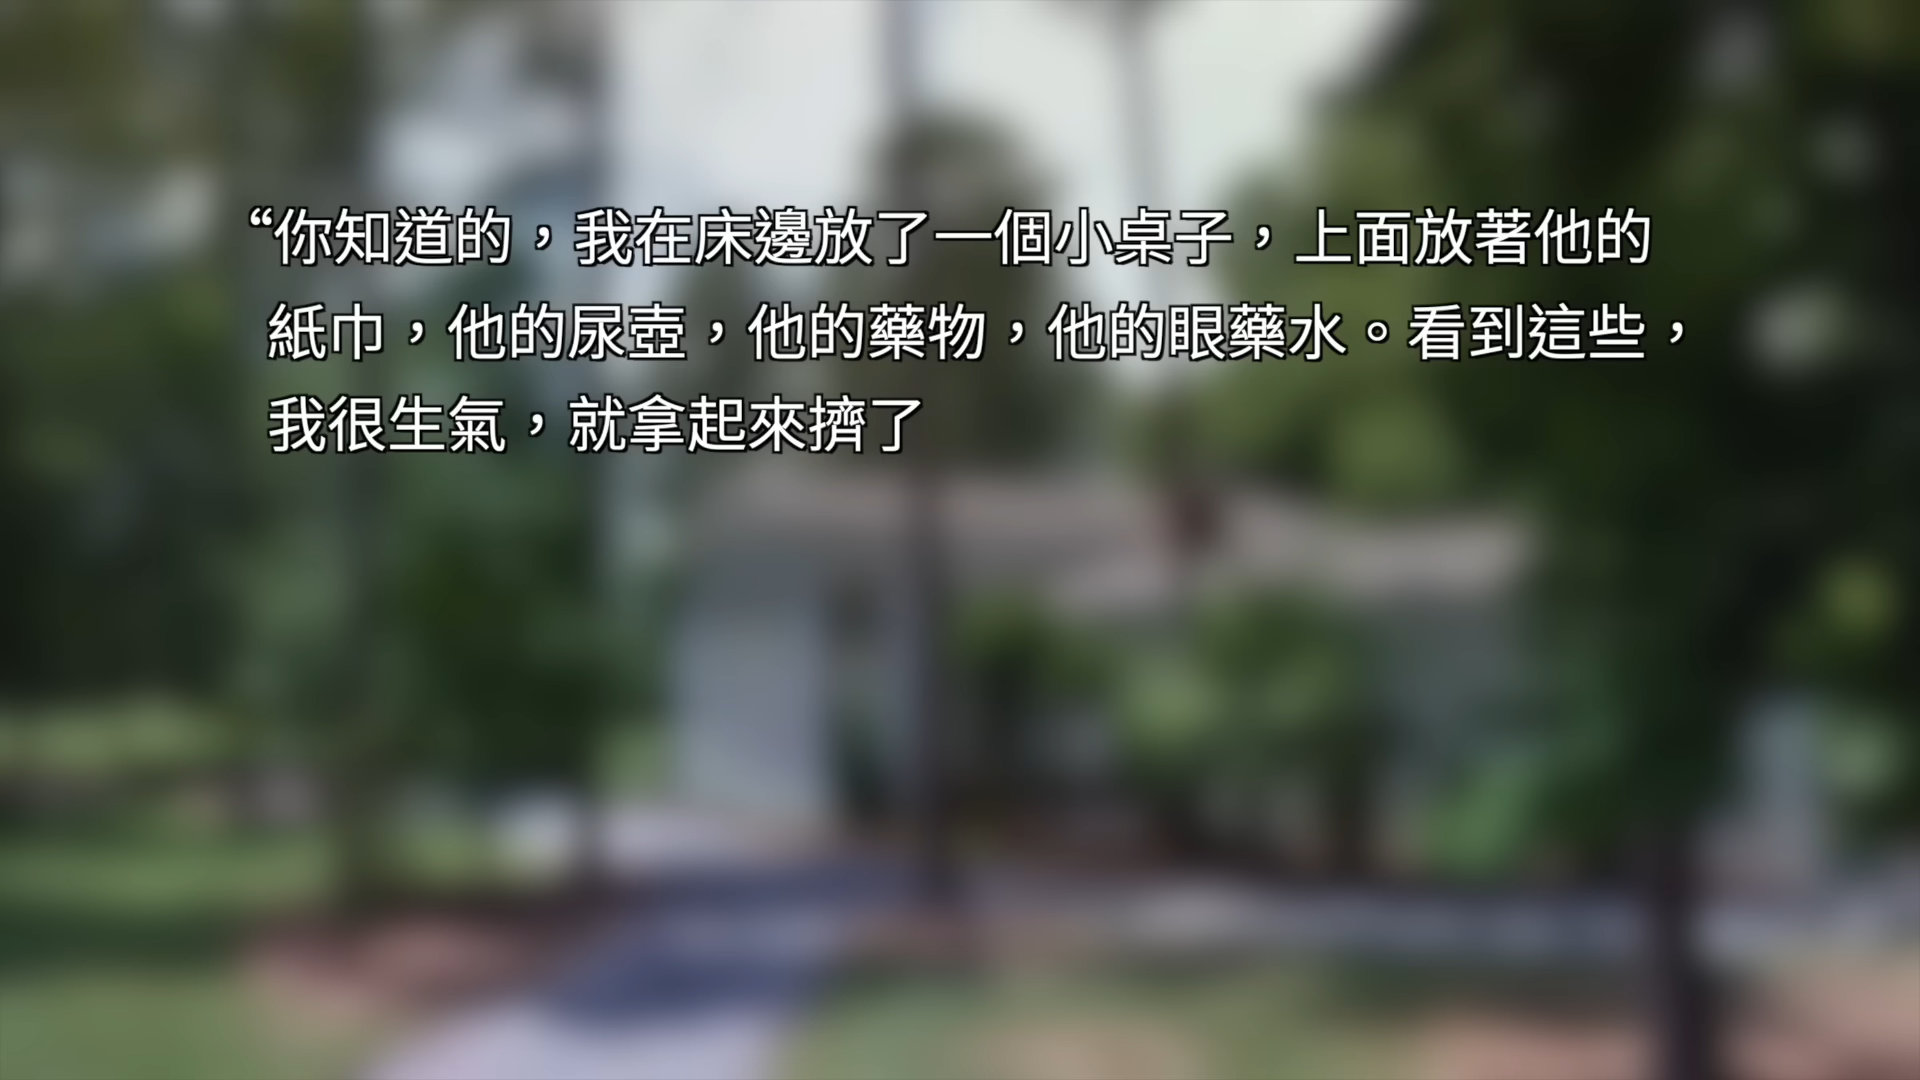 “你知道的，我在床邊放了一個小桌子，上面放著他的
紙巾，他的尿壺，他的藥物，他的眼藥水。看到這些，
我很生氣，就拿起來擠了